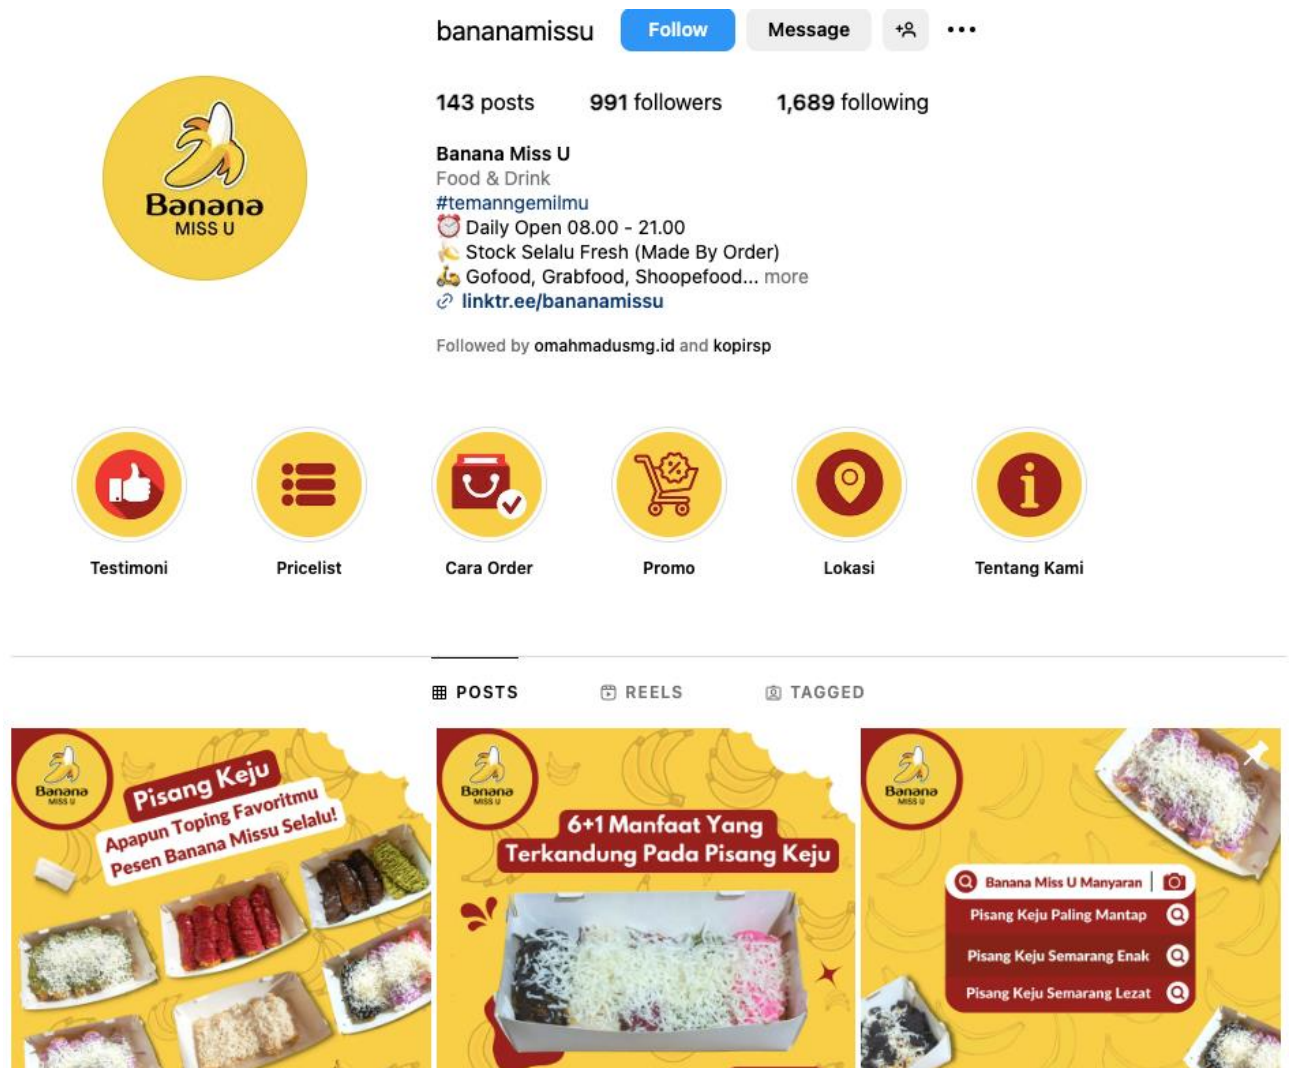 bananamissu Follow Message
143 posts 991 followers 1,689 following
Banana Miss U
Food & Drink
#temanngemilmu
Daily Open 08.00 - 21.00
Stock Selalu Fresh (Made By Order)
Gofood, Grabfood, Shoopefood... more
linktr.ee/bananamissu
Followed by omahmadusmg.id and kopirsp
Banana
MISS U
Testimoni Pricelist Cara Order Promo Lokasi Tentang Kami
POSTS REELS TAGGED
Banana
MISS U
Pisang Keju
Apapun Toping Favoritmu
Pesen Banana Missu Selalu!
Banana
MISS U
6+1 Manfaat Yang
Terkandung Pada Pisang Keju
Banana
MISS U
Banana Miss U Manyaran
Pisang Keju Paling Mantap
Pisang Keju Semarang Enak
Pisang Keju Semarang Lezat